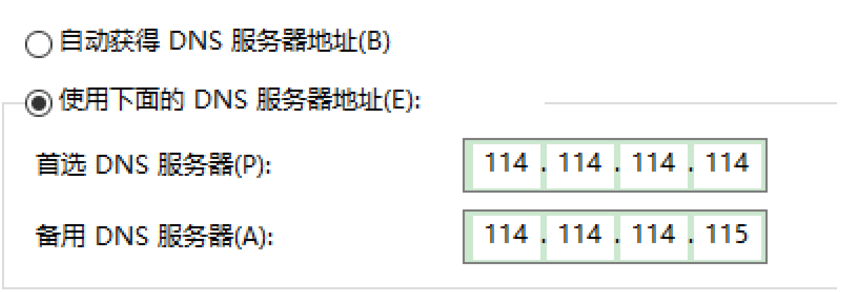 自动获得 DNS 服务器地址(B)
使用下面的 DNS 服务器地址(E):
首选 DNS 服务器(P): 114 . 114 . 114 . 114
备用 DNS 服务器(A): 114 . 114 . 114 . 115